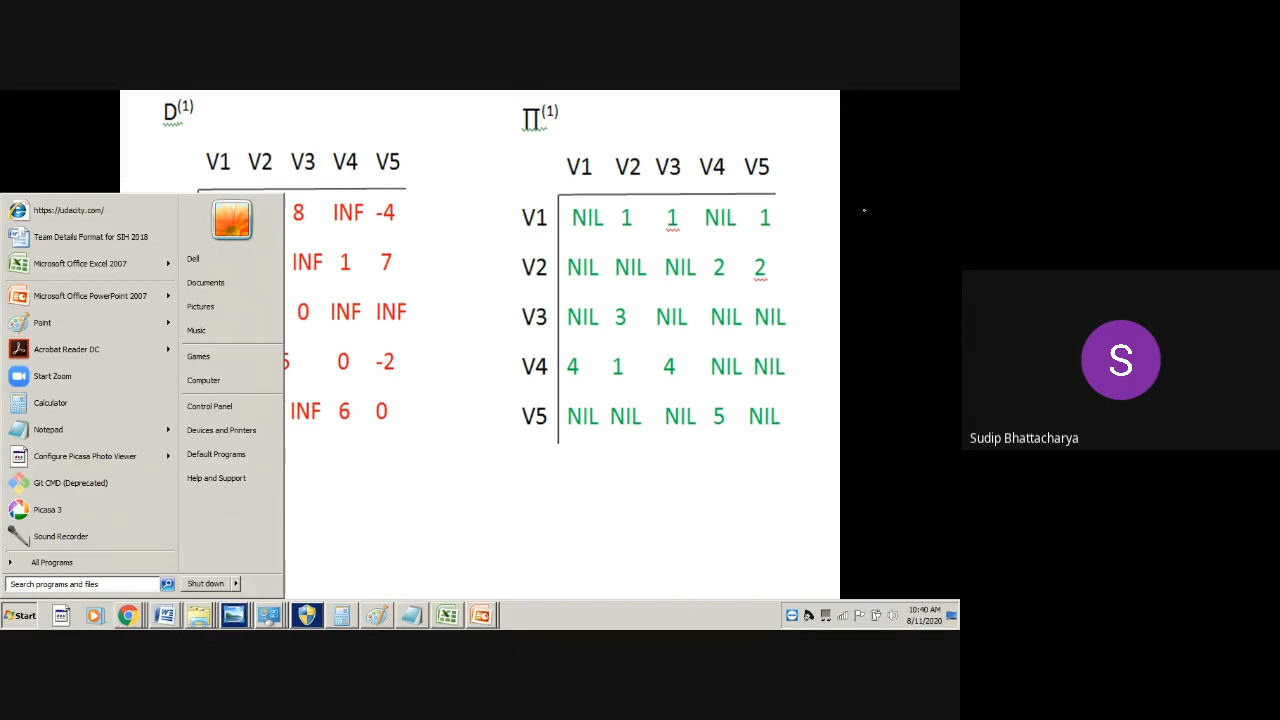 D(1)
∏(1)
V1 V2 V3 V4 V5
V1 V2 V3 V4 V5
8 INF -4
V1 NIL 1 1 NIL 1
INF 1 7
V2 NIL NIL NIL 2 2
0 INF INF
V3 NIL 3 NIL NIL NIL
0 -2
V4 4 1 4 NIL NIL
INF 6 0
V5 NIL NIL NIL 5 NIL
https://udacity.com/
Team Details Format for SIH 2018
Microsoft Office Excel 2007
Microsoft Office PowerPoint 2007
Paint
Acrobat Reader DC
Start Zoom
Calculator
Notepad
Configure Picasa Photo Viewer
Git CMD (Deprecated)
Picasa 3
Sound Recorder
All Programs
Search programs and files
Dell
Documents
Pictures
Music
Games
Computer
Control Panel
Devices and Printers
Default Programs
Help and Support
Shut down
Start
10:40 AM
8/11/2020
S
Sudip Bhattacharya